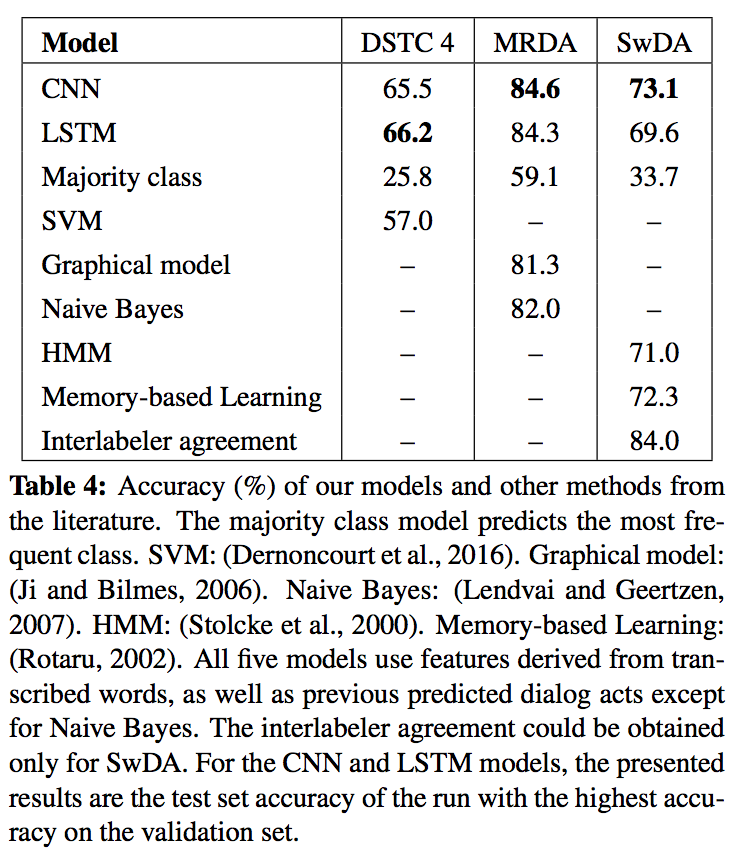 Model DSTC 4 MRDA SwDA
CNN 65.5 84.6 73.1
LSTM 66.2 84.3 69.6
Majority class 25.8 59.1 33.7
SVM 57.0 – –
Graphical model – 81.3 –
Naive Bayes – 82.0 –
HMM – – 71.0
Memory-based Learning – – 72.3
Interlabeler agreement – – 84.0
Table 4: Accuracy (%) of our models and other methods from
the literature. The majority class model predicts the most fre-
quent class. SVM: (Dernoncourt et al., 2016). Graphical model:
(Ji and Bilmes, 2006). Naive Bayes: (Lendvai and Geertzen,
2007). HMM: (Stolcke et al., 2000). Memory-based Learning:
(Rotaru, 2002). All five models use features derived from tran-
scribed words, as well as previous predicted dialog acts except
for Naive Bayes. The interlabeler agreement could be obtained
only for SwDA. For the CNN and LSTM models, the presented
results are the test set accuracy of the run with the highest accu-
racy on the validation set.